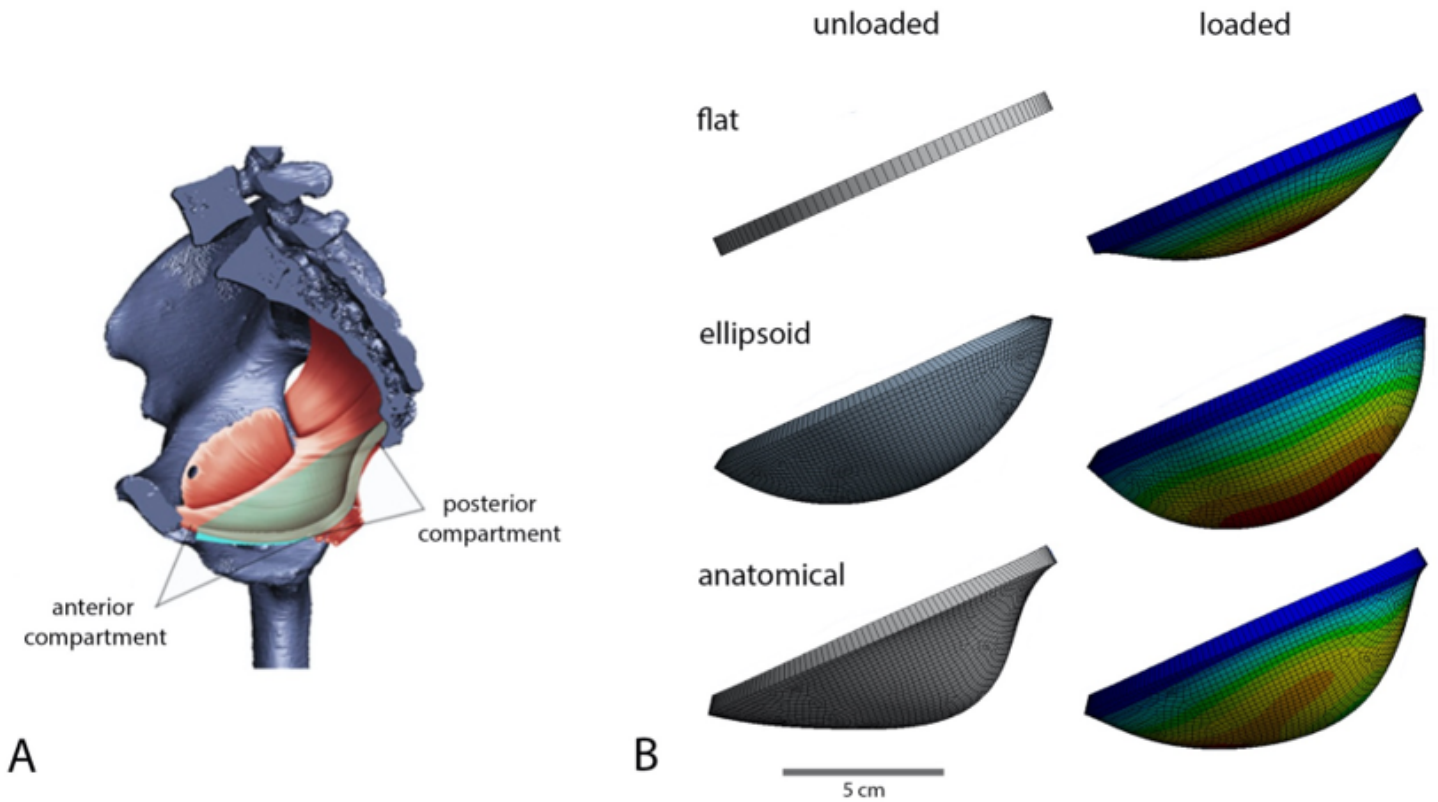 unloaded
loaded
flat
ellipsoid
anatomical
posterior
compartment
anterior
compartment
A
B
5 cm